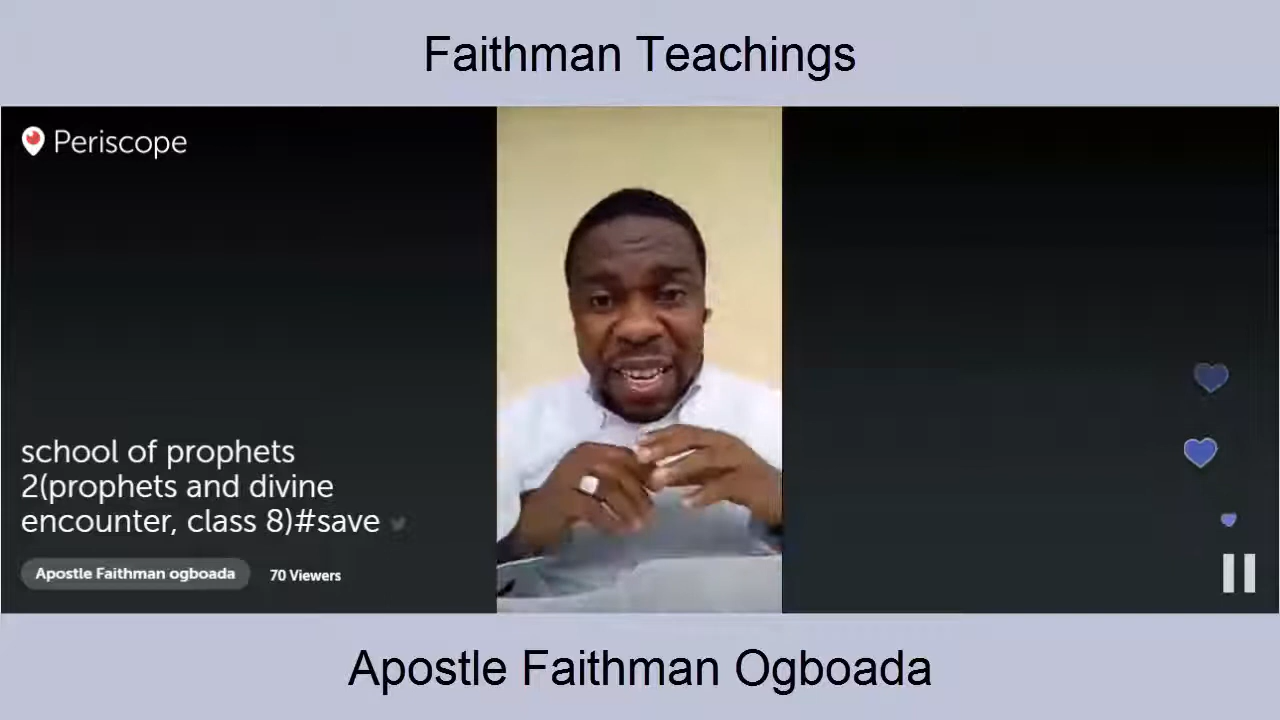 Faithman Teachings
Periscope
school of prophets
2(prophets and divine
encounter, class 8)#save
Apostle Faithman ogboada
70 Viewers
Apostle Faithman Ogboada